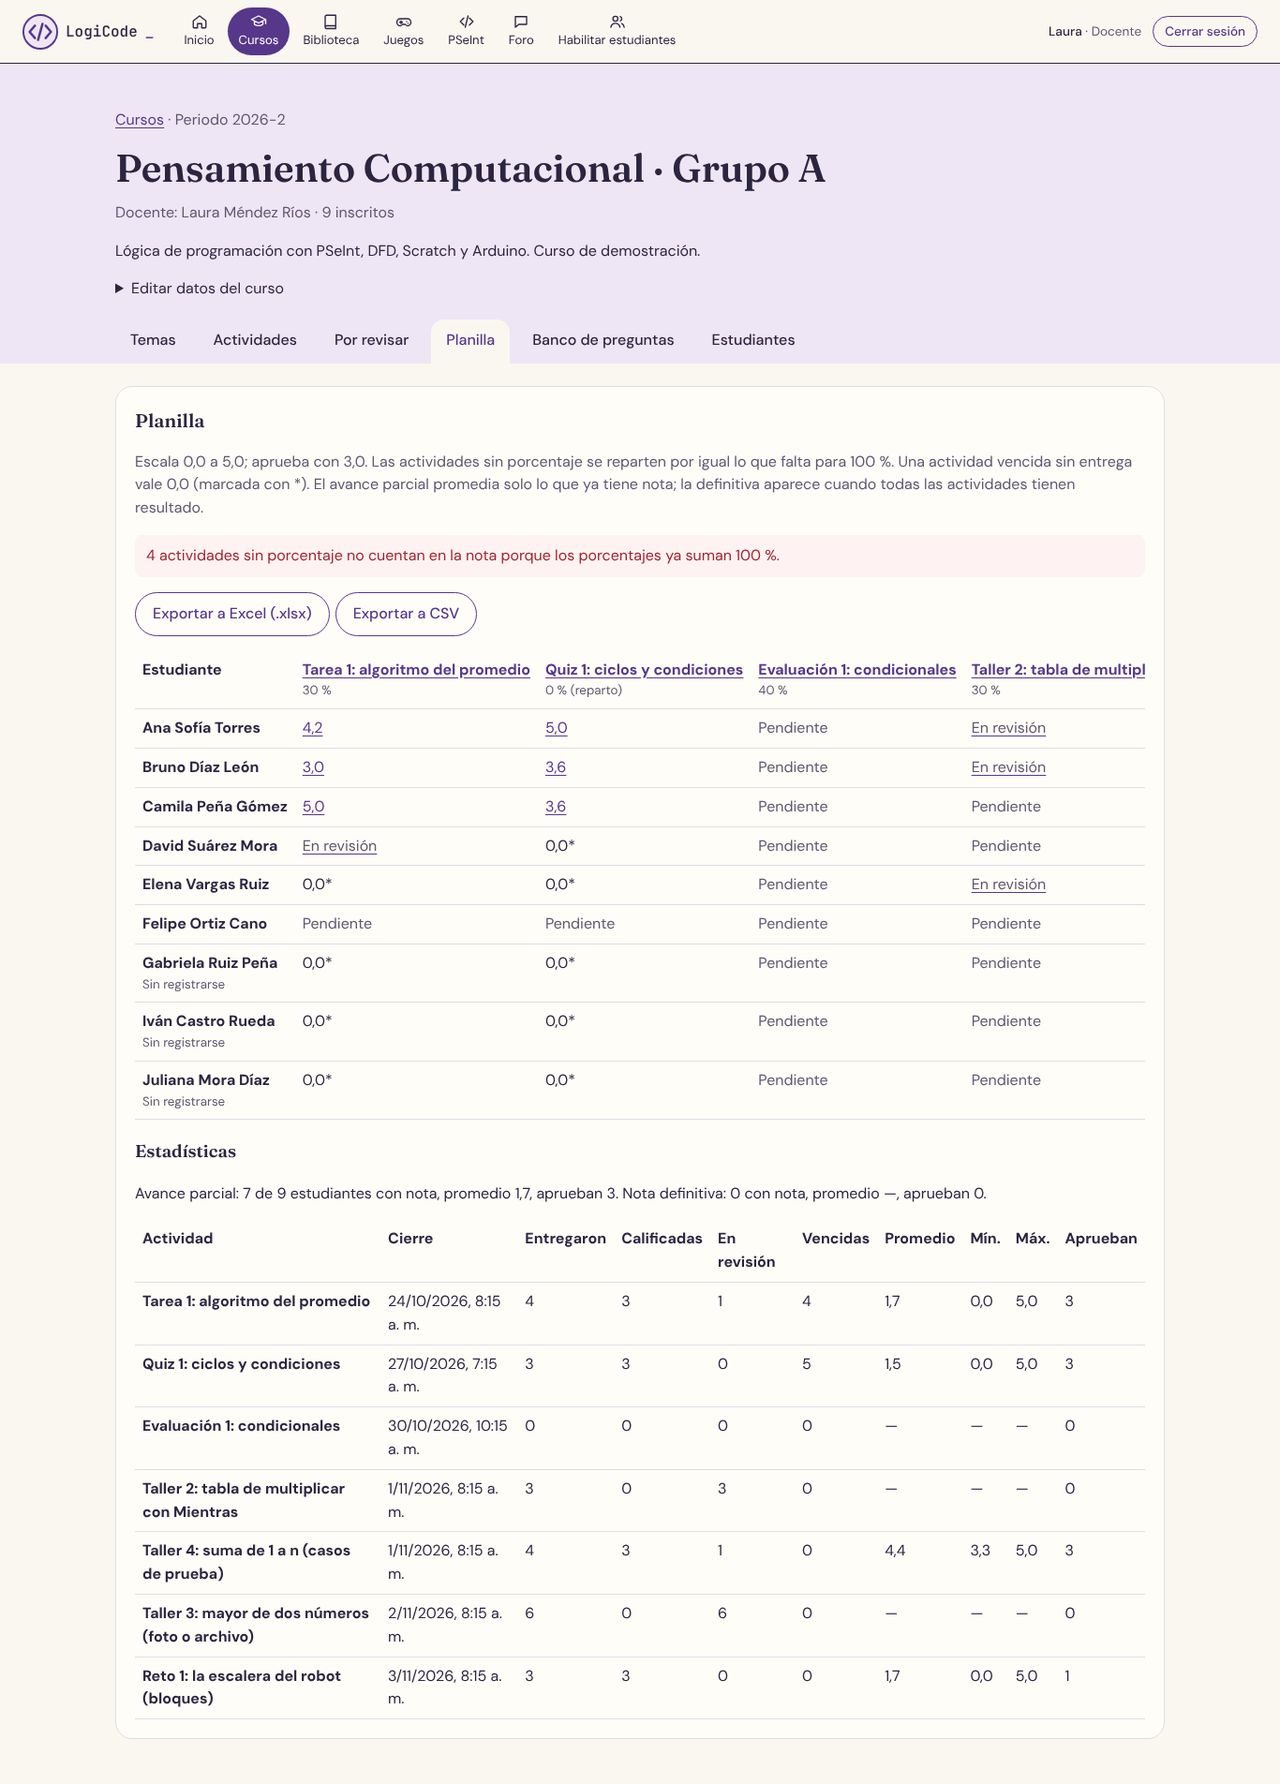 LogiCode _
Inicio
Cursos
Biblioteca
Juegos
PSeInt
Foro
Habilitar estudiantes
Laura · Docente
Cerrar sesión
Cursos · Periodo 2026-2
Pensamiento Computacional · Grupo A
Docente: Laura Méndez Ríos · 9 inscritos
Lógica de programación con PSeInt, DFD, Scratch y Arduino. Curso de demostración.
Editar datos del curso
Temas Actividades Por revisar Planilla Banco de preguntas Estudiantes
Planilla
Escala 0,0 a 5,0; aprueba con 3,0. Las actividades sin porcentaje se reparten por igual lo que falta para 100 %. Una actividad vencida sin entrega
vale 0,0 (marcada con *). El avance parcial promedia solo lo que ya tiene nota; la definitiva aparece cuando todas las actividades tienen
resultado.
4 actividades sin porcentaje no cuentan en la nota porque los porcentajes ya suman 100 %.
Exportar a Excel (.xlsx) Exportar a CSV
Estudiante Tarea 1: algoritmo del promedio Quiz 1: ciclos y condiciones Evaluación 1: condicionales Taller 2: tabla de multipl
30 % 0 % (reparto) 40 % 30 %
Ana Sofía Torres 4,2 5,0 Pendiente En revisión
Bruno Díaz León 3,0 3,6 Pendiente En revisión
Camila Peña Gómez 5,0 3,6 Pendiente Pendiente
David Suárez Mora En revisión 0,0* Pendiente Pendiente
Elena Vargas Ruiz 0,0* 0,0* Pendiente En revisión
Felipe Ortiz Cano Pendiente Pendiente Pendiente Pendiente
Gabriela Ruiz Peña 0,0* 0,0* Pendiente Pendiente
Sin registrarse
Iván Castro Rueda 0,0* 0,0* Pendiente Pendiente
Sin registrarse
Juliana Mora Díaz 0,0* 0,0* Pendiente Pendiente
Sin registrarse
Estadísticas
Avance parcial: 7 de 9 estudiantes con nota, promedio 1,7, aprueban 3. Nota definitiva: 0 con nota, promedio —, aprueban 0.
Actividad Cierre Entregaron Calificadas En Vencidas Promedio Mín. Máx. Aprueban
revisión
Tarea 1: algoritmo del promedio 24/10/2026, 8:15 4 3 1 4 1,7 0,0 5,0 3
a. m.
Quiz 1: ciclos y condiciones 27/10/2026, 7:15 3 3 0 5 1,5 0,0 5,0 3
a. m.
Evaluación 1: condicionales 30/10/2026, 10:15 0 0 0 0 — — — 0
a. m.
Taller 2: tabla de multiplicar 1/11/2026, 8:15 a. 3 0 3 0 — — — 0
con Mientras m.
Taller 4: suma de 1 a n (casos 1/11/2026, 8:15 a. 4 3 1 0 4,4 3,3 5,0 3
de prueba) m.
Taller 3: mayor de dos números 2/11/2026, 8:15 a. 6 0 6 0 — — — 0
(foto o archivo) m.
Reto 1: la escalera del robot 3/11/2026, 8:15 a. 3 3 0 0 1,7 0,0 5,0 1
(bloques) m.